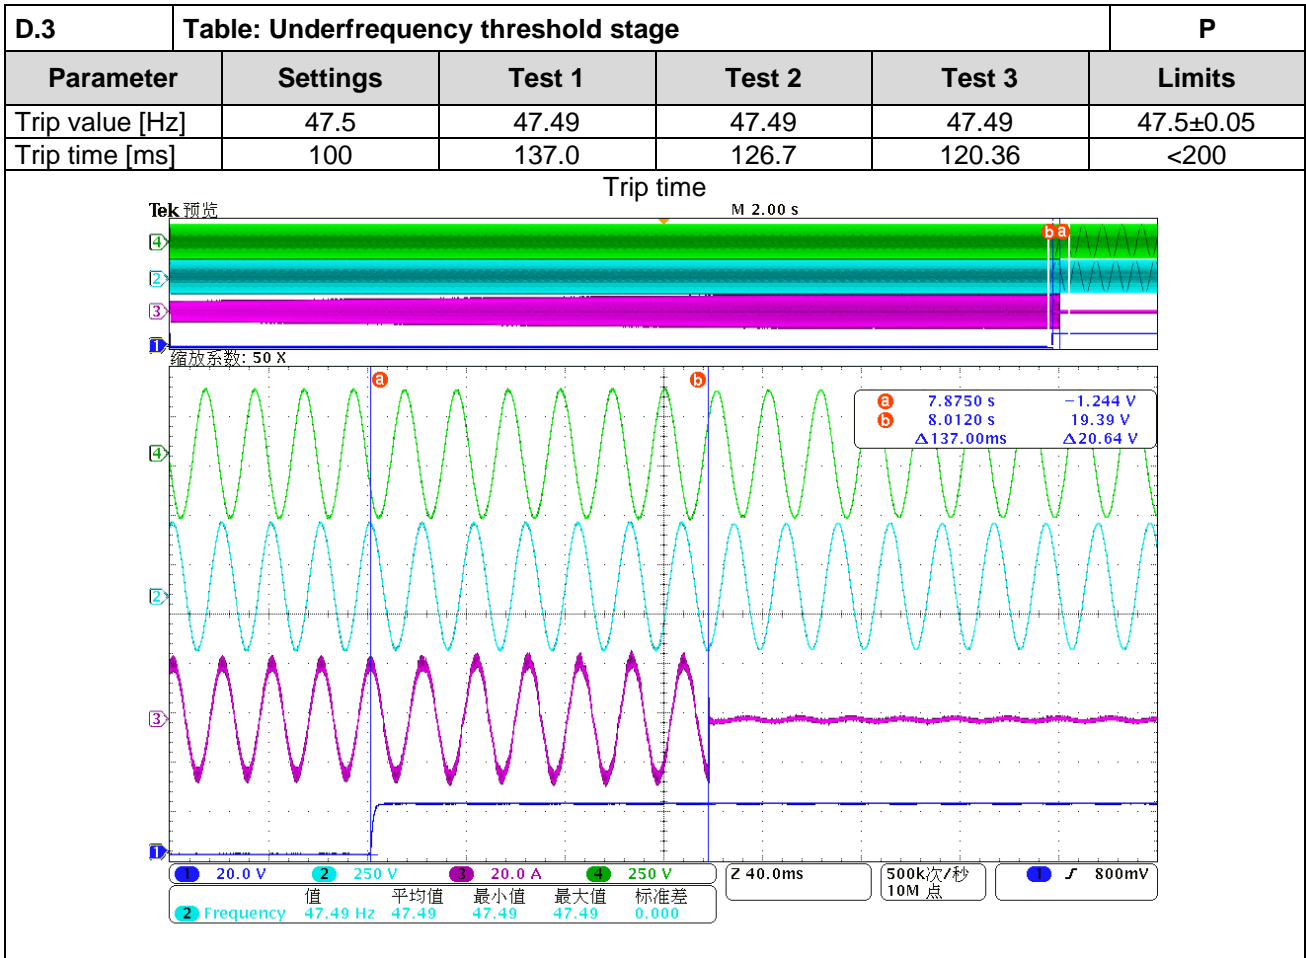 D.3 Table: Underfrequency threshold stage P
Parameter Settings Test 1 Test 2 Test 3 Limits
Trip value [Hz] 47.5 47.49 47.49 47.49 47.5±0.05
Trip time [ms] 100 137.0 126.7 120.36 <200
Trip time
Tek 预览 M 2.00 s
b a
4
2
3
1
缩放系数: 50 X
a b
a 7.8750 s −1.244 V
b 8.0120 s 19.39 V
Δ137.00ms Δ20.64 V
4
2
3
1
1 20.0 V 2 250 V 3 20.0 A 4 250 V Z 40.0ms 500k次/秒 1 800mV
10M 点
值 平均值 最小值 最大值 标准差
2 Frequency 47.49 Hz 47.49 47.49 47.49 0.000